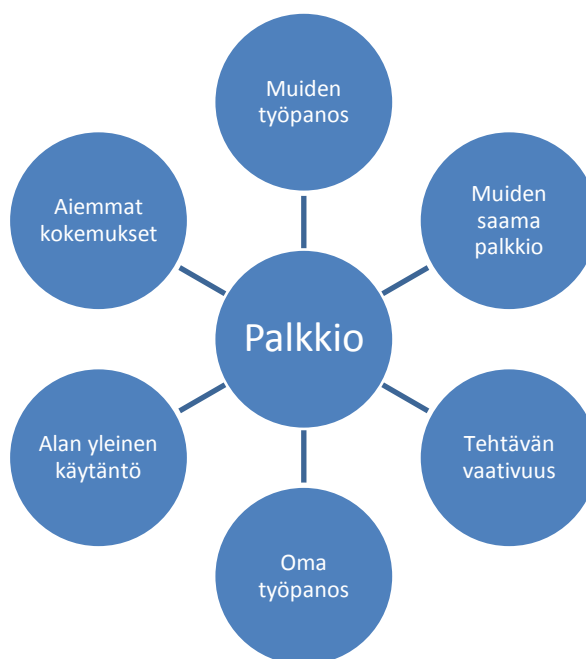 Muiden
työpanos
Muiden
saama
palkkio
Tehtävän
vaativuus
Oma
työpanos
Alan yleinen
käytäntö
Aiemmat
kokemukset
Palkkio